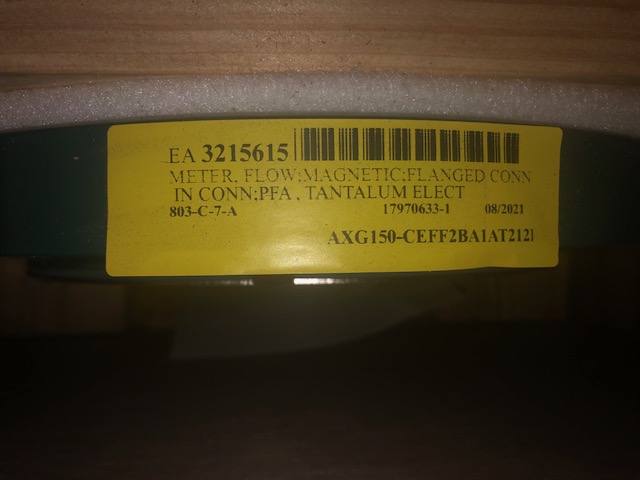 EA 3215615
METER, FLOW;MAGNETIC;FLANGED CONN
IN CONN;PFA , TANTALUM ELECT
803-C-7-A 17970633-1 08/2021
AXG150-CEFF2BA1AT212